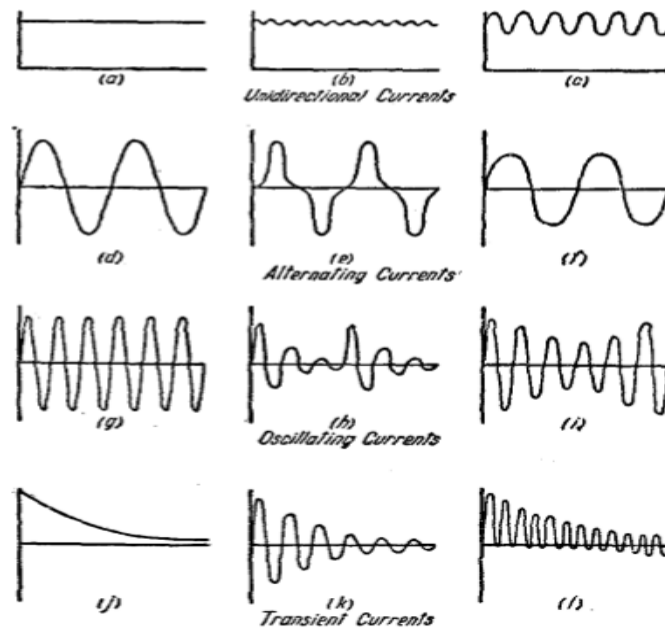 (a) (b) (c)
Unidirectional Currents
(d) (e) (f)
Alternating Currents
(g) (h) (i)
Oscillating Currents
(j) (k) (l)
Transient Currents